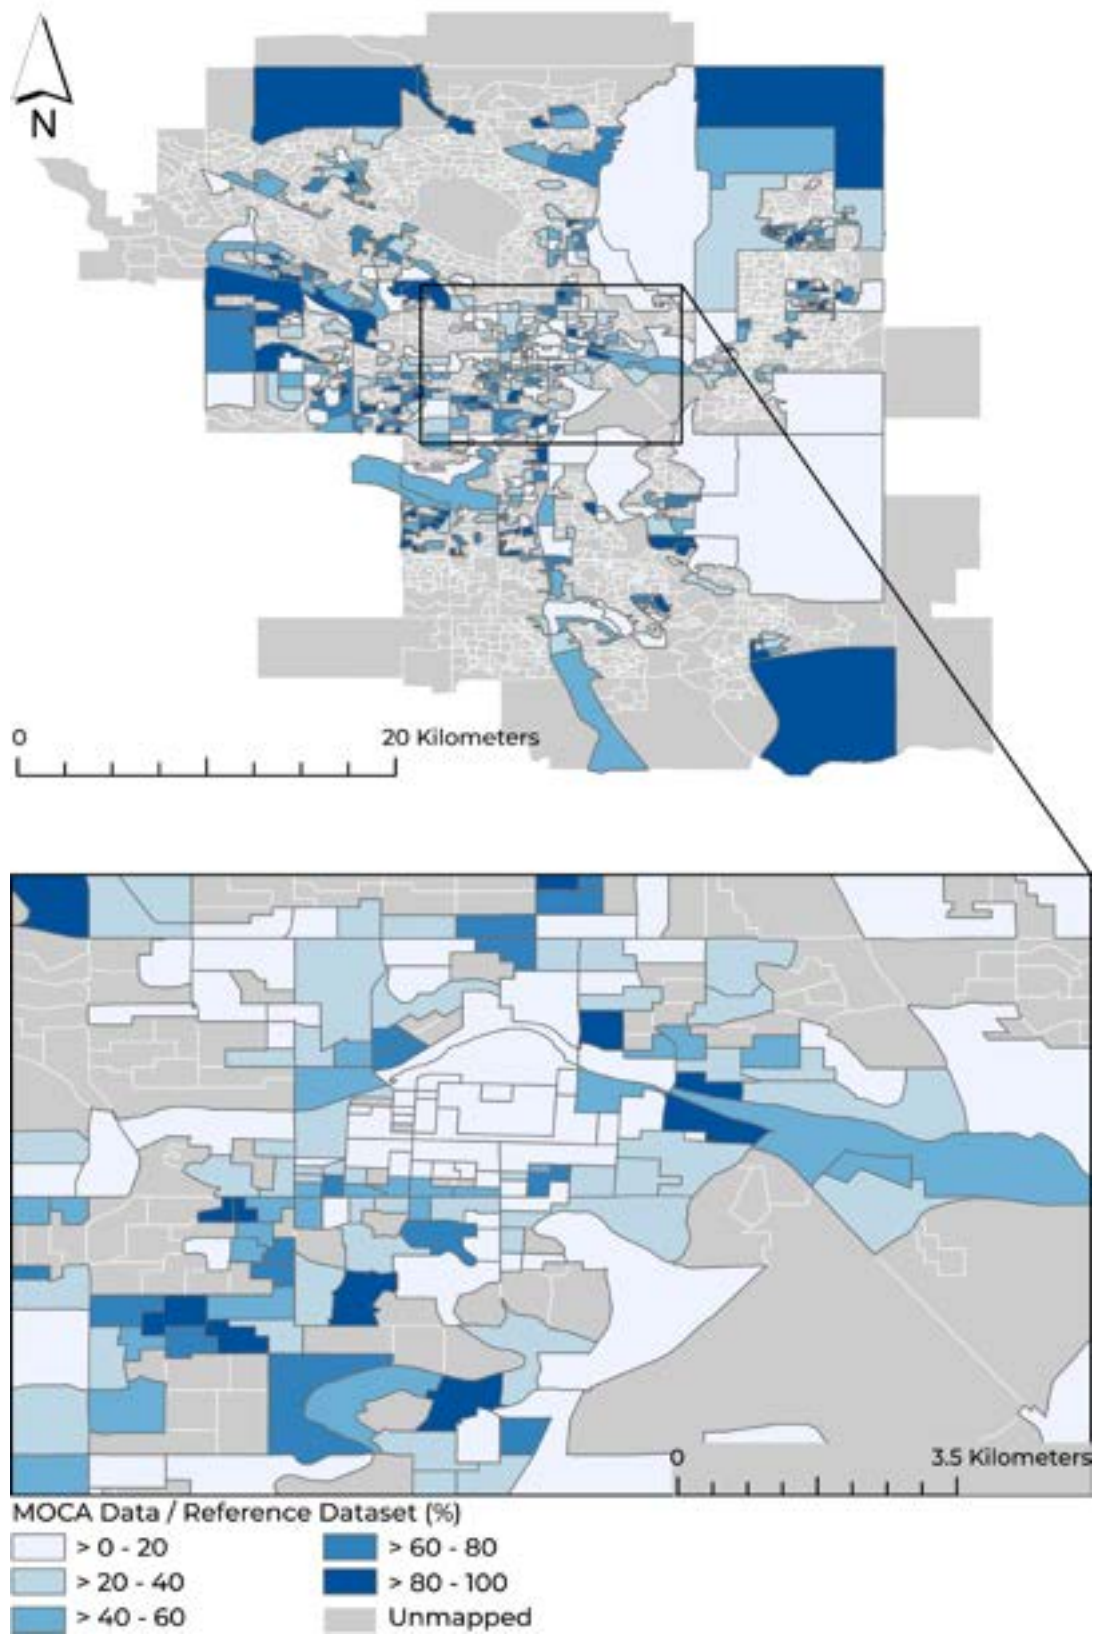 N
0 20 Kilometers
0 3.5 Kilometers
MOCA Data / Reference Dataset (%)
> 0 - 20 > 60 - 80
> 20 - 40 > 80 - 100
> 40 - 60 Unmapped